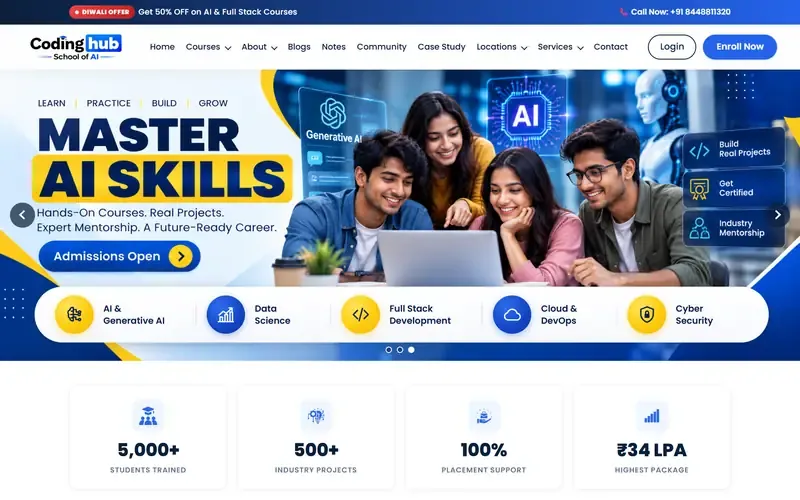 DIWALI OFFER Get 50% OFF on AI & Full Stack Courses
Call Now: +91 8448811320
Coding hub
School of AI
Home Courses About Blogs Notes Community Case Study Locations Services Contact
Login
Enroll Now
LEARN | PRACTICE | BUILD | GROW
MASTER
AI SKILLS
Hands-On Courses. Real Projects.
Expert Mentorship. A Future-Ready Career.
Admissions Open
Generative AI
AI
Build
Real Projects
Get
Certified
Industry
Mentorship
AI &
Generative AI
Data
Science
Full Stack
Development
Cloud &
DevOps
Cyber
Security
5,000+
STUDENTS TRAINED
500+
INDUSTRY PROJECTS
100%
PLACEMENT SUPPORT
₹34 LPA
HIGHEST PACKAGE